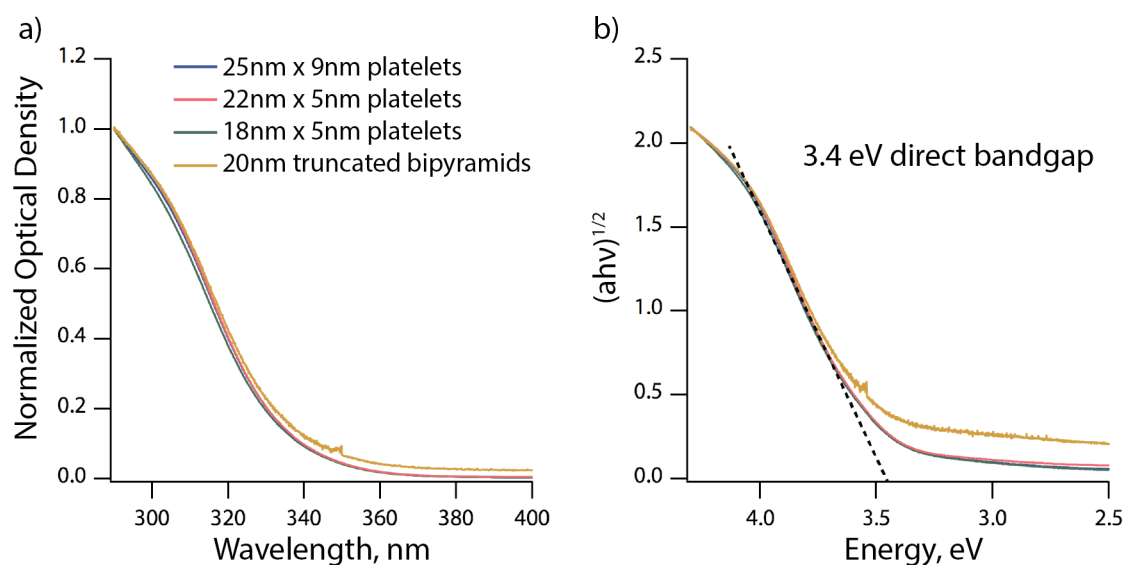 a)
1.2
1.0
0.8
0.6
0.4
0.2
0.0
Normalized Optical Density
25nm x 9nm platelets
22nm x 5nm platelets
18nm x 5nm platelets
20nm truncated bipyramids
300 320 340 360 380 400
Wavelength, nm
b)
2.5
2.0
1.5
1.0
0.5
0.0
(ahν)^1/2
3.4 eV direct bandgap
4.0 3.5 3.0 2.5
Energy, eV